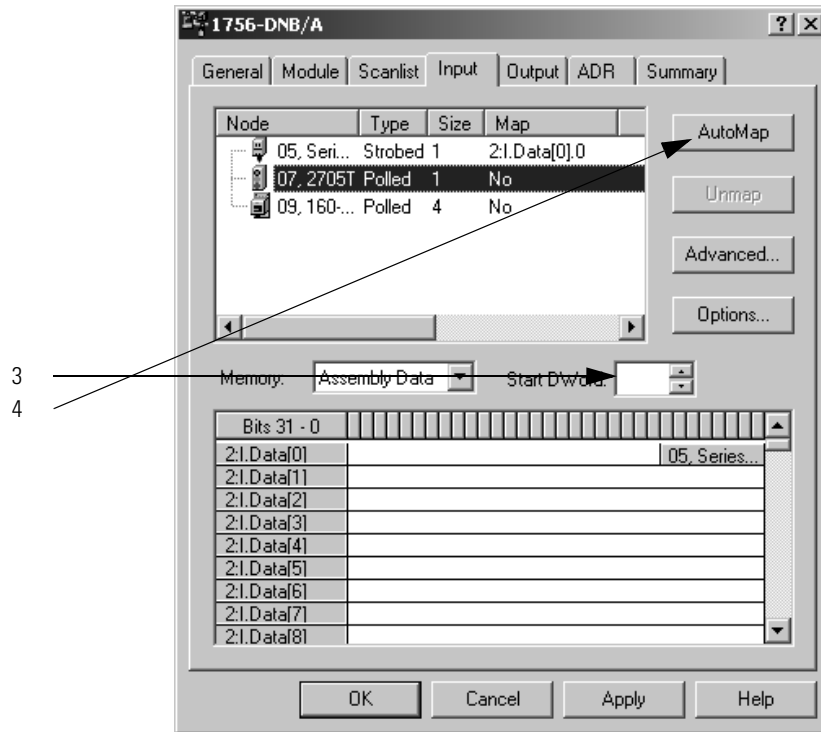 1756-DNB/A
General Module Scanlist Input Output ADR Summary
Node Type Size Map
05, Seri... Strobed 1 2:I.Data[0].0
07, 2705T Polled 1 No
09, 160-... Polled 4 No
AutoMap
Unmap
Advanced...
Options...
3
4
Memory: Assembly Data Start DWord:
Bits 31 - 0
2:I.Data[0] 05, Series...
2:I.Data[1]
2:I.Data[2]
2:I.Data[3]
2:I.Data[4]
2:I.Data[5]
2:I.Data[6]
2:I.Data[7]
2:I.Data[8]
OK Cancel Apply Help